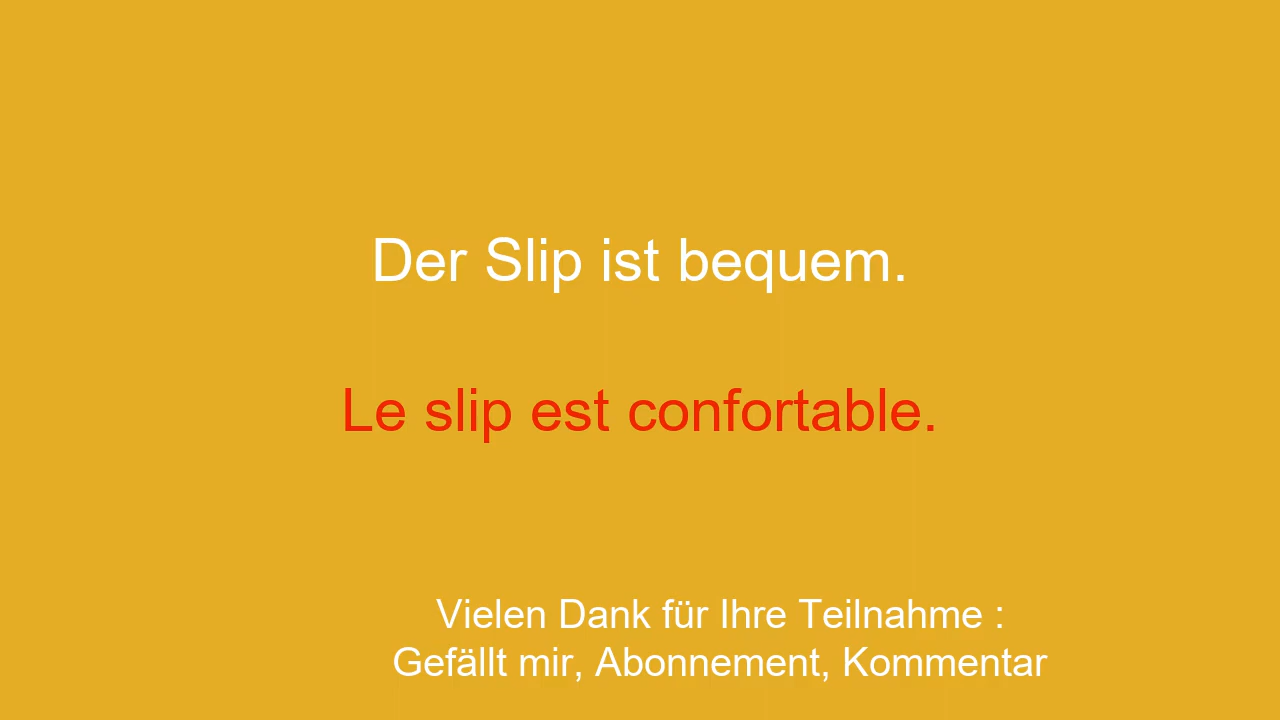 Der Slip ist bequem.
Le slip est confortable.
Vielen Dank für Ihre Teilnahme :
Gefällt mir, Abonnement, Kommentar